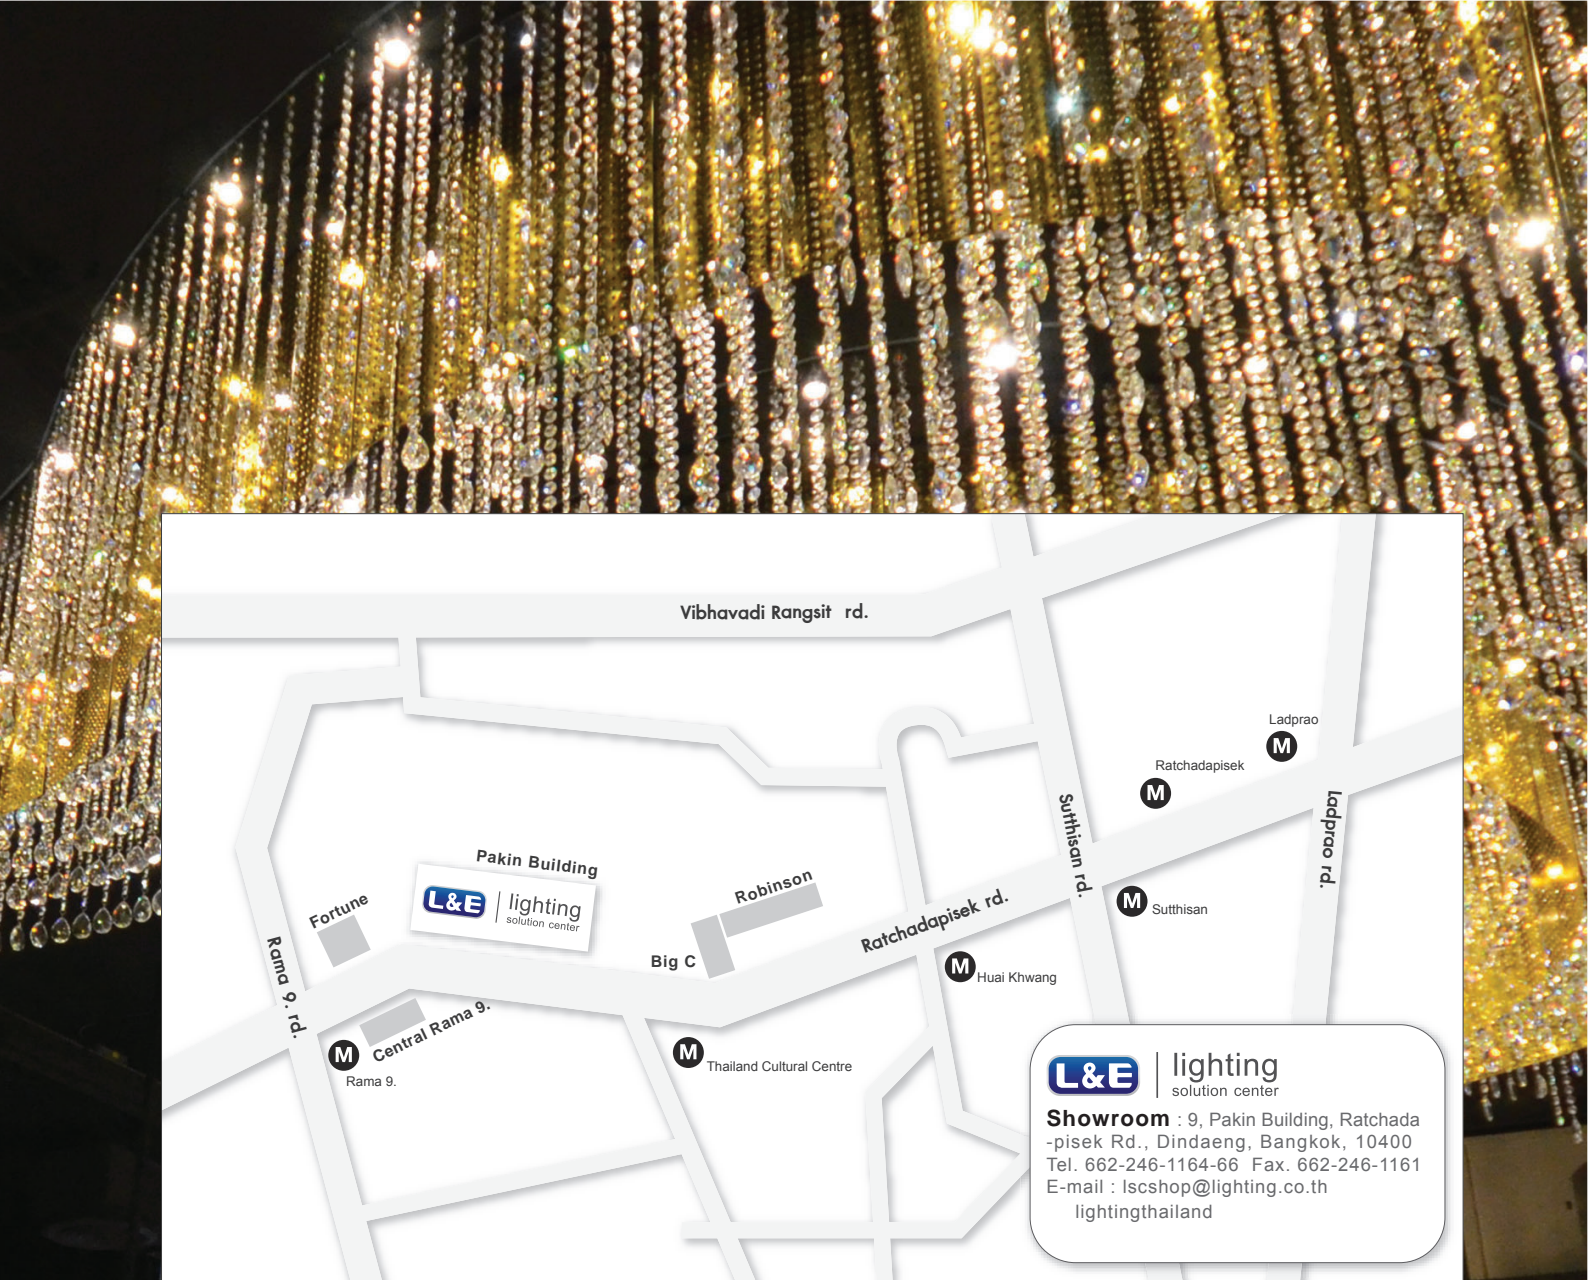 Vibhavadi Rangsit rd.
Ladprao
M
Ratchadapisek
M
Sutthisan rd.
Ladprao rd.
Pakin Building
L&E lighting
solution center
Robinson
Fortune
M
Sutthisan
Ratchadapisek rd.
Big C
Rama 9. rd.
M
Huai Khwang
Central Rama 9.
M
Rama 9.
M
Thailand Cultural Centre
L&E lighting
solution center
Showroom : 9, Pakin Building, Ratchada
-pisek Rd., Dindaeng, Bangkok, 10400
Tel. 662-246-1164-66 Fax. 662-246-1161
E-mail : lscshop@lighting.co.th
lightingthailand